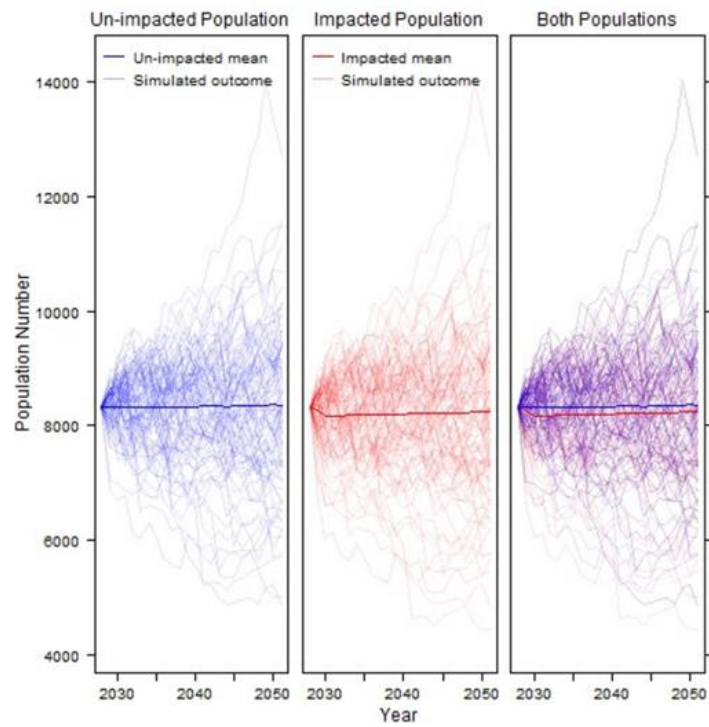 Un-impacted Population
Impacted Population
Both Populations
Un-impacted mean
Simulated outcome
Impacted mean
Simulated outcome
14000
12000
10000
8000
6000
4000
Population Number
2030
2040
2050
2030
2040
2050
2030
2040
2050
Year